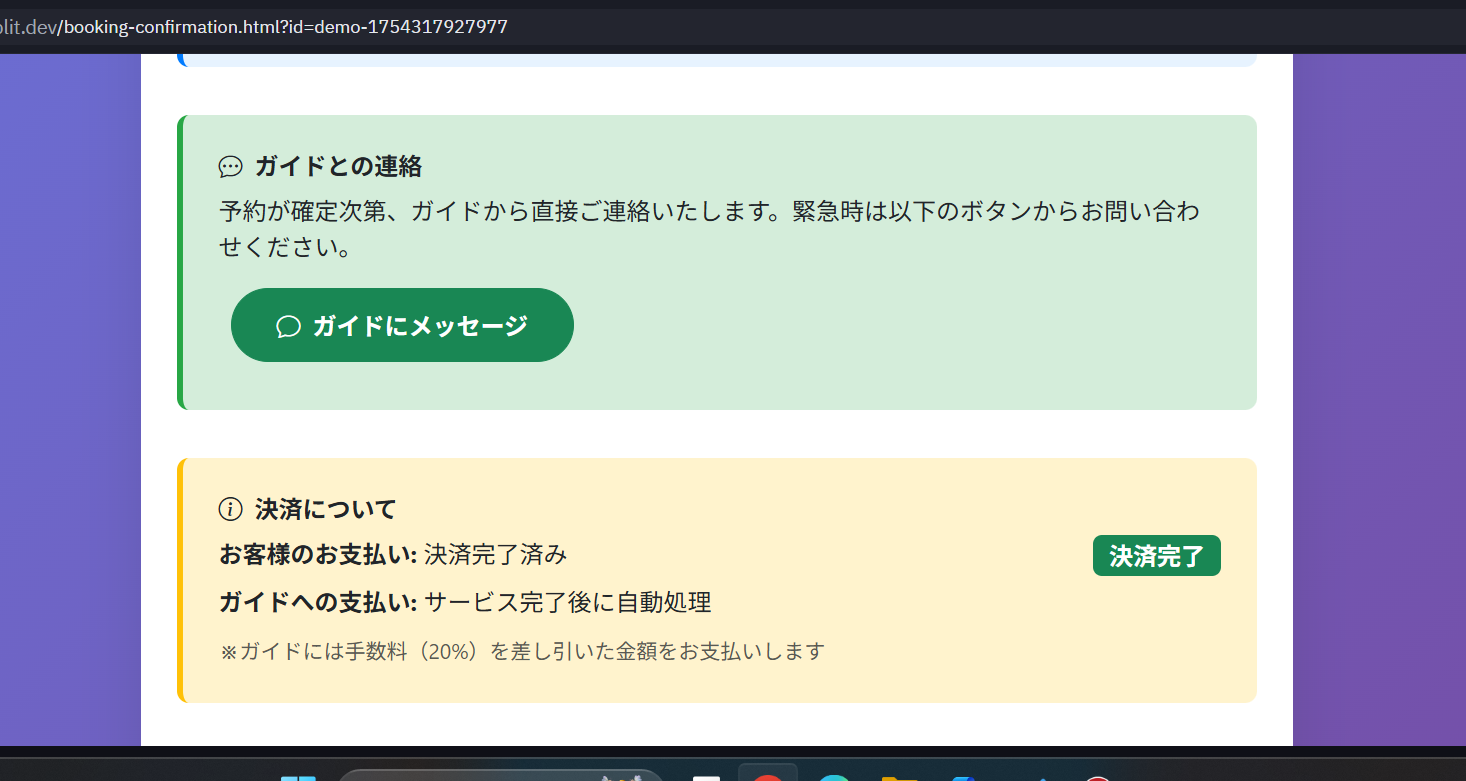 plit.dev/booking-confirmation.html?id=demo-1754317927977
ガイドとの連絡
予約が確定次第、ガイドから直接ご連絡いたします。緊急時は以下のボタンからお問い合わ
せください。
ガイドにメッセージ
決済について
お客様のお支払い: 決済完了済み
決済完了
ガイドへの支払い: サービス完了後に自動処理
※ガイドには手数料（20%）を差し引いた金額をお支払いします